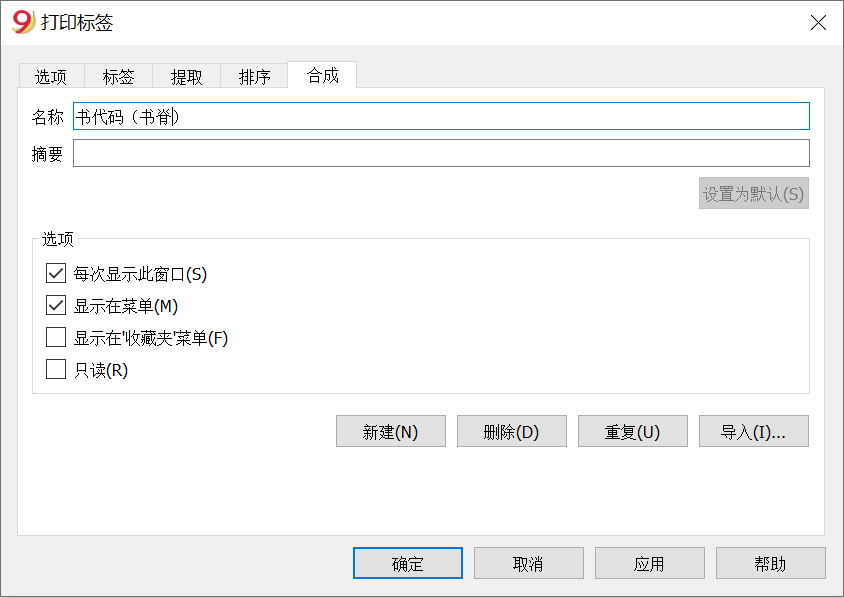 9 打印标签
选项 标签 提取 排序 合成
名称 书代码（书脊）
摘要
设置为默认(S)
选项
每次显示此窗口(S)
显示在菜单(M)
显示在'收藏夹'菜单(F)
只读(R)
新建(N) 删除(D) 重复(U) 导入(I)...
确定 取消 应用 帮助